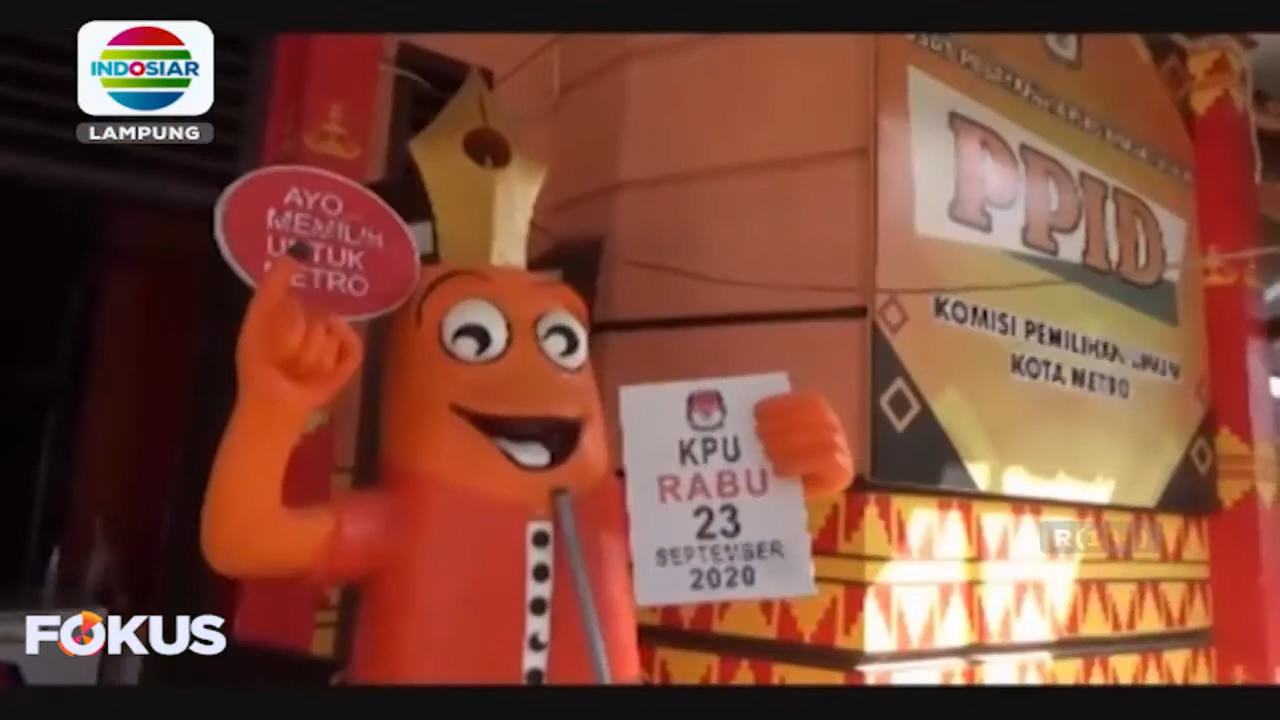 INDOSIAR
LAMPUNG
AYO
MEMILIH
UNTUK
METRO
PPID
KOMISI PEMILIHAN UMUM
KOTA METRO
KPU
RABU
23
SEPTEMBER
2020
FOKUS